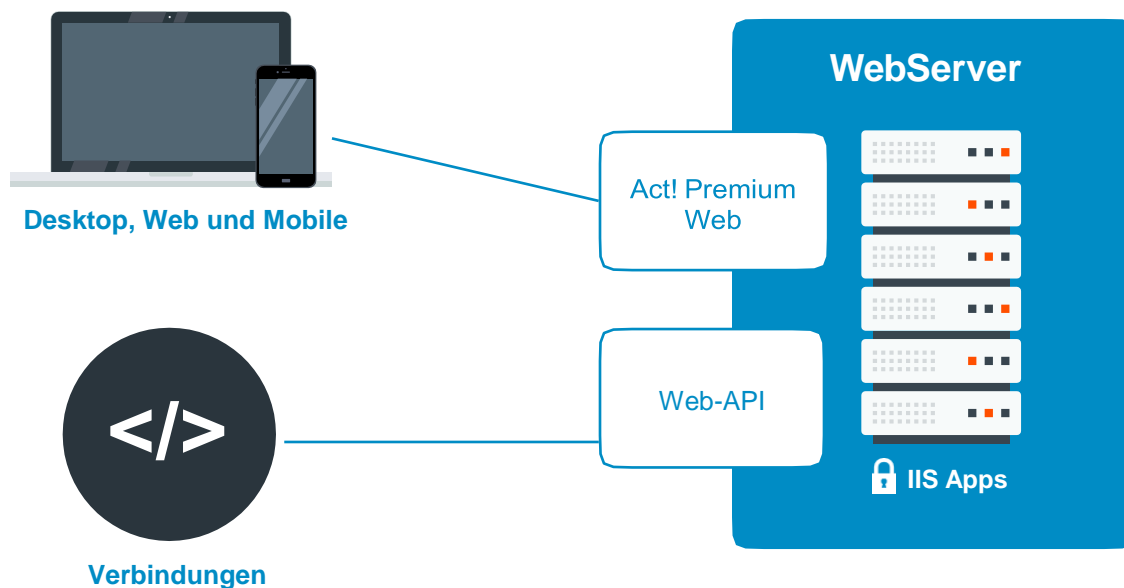 WebServer
Act! Premium
Web
Desktop, Web und Mobile
Web-API
</>
IIS Apps
Verbindungen